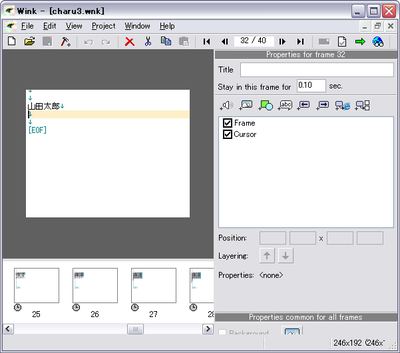 Wink - [charu3.wnk]
File Edit View Project Window Help
32 / 40
Properties for frame 32
Title
Stay in this frame for 0.10 sec.
abc
Frame
Cursor
山田太郎↓
↓
↓
[EOF]
Position: x
Layering:
Properties: <none>
25 26 27 28
Properties common for all frames
Background
246x192 (246x